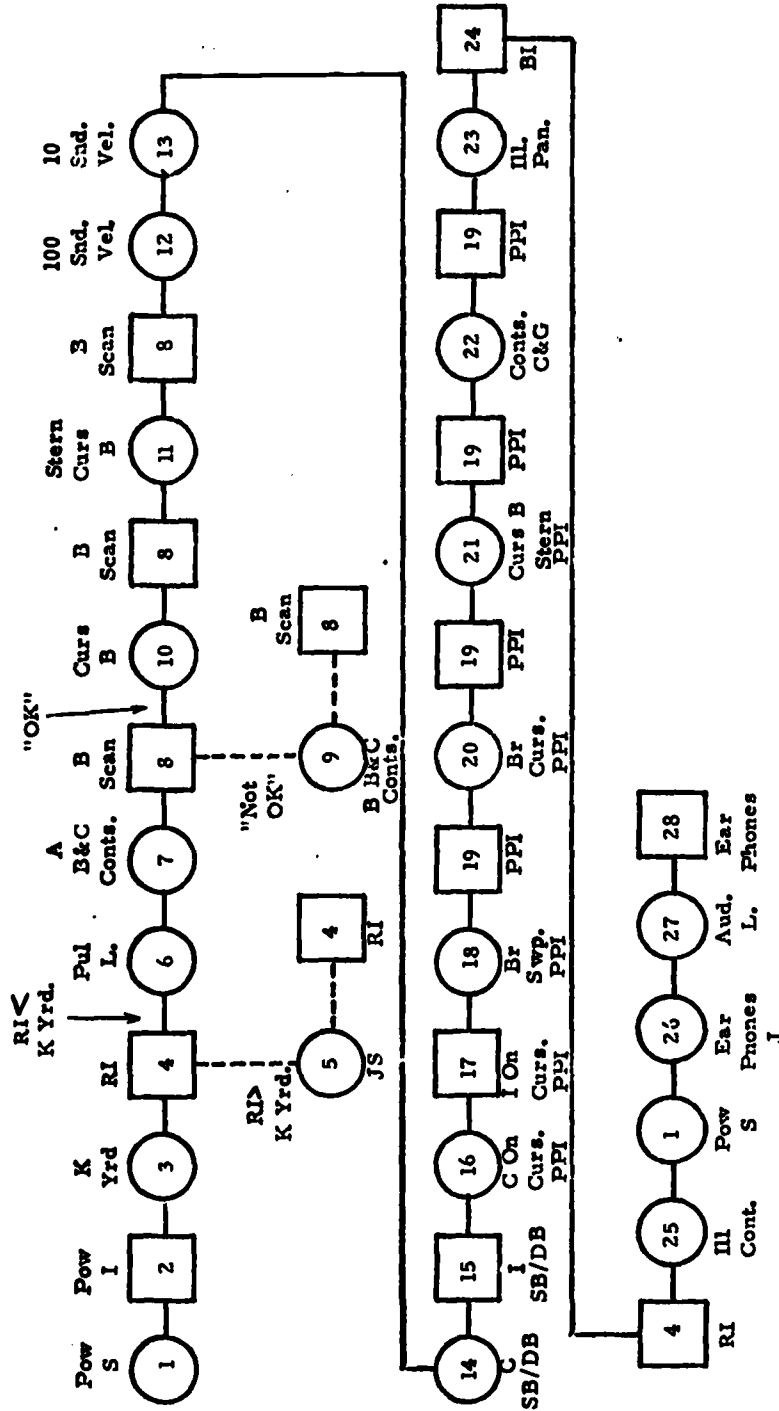 Pow
S
1
Pow
I
2
K
Yrd
3
RI
4
RI<
K Yrd.
RI>
K Yrd.
5
JS
4
RI
Pul
L.
6
A
B&C
Conts.
7
B
Scan
8
"OK"
"Not
OK"
9
B B&C
Conts.
B
Scan
8
Curs
B
10
B
Scan
8
Stern
Curs
B
11
B
Scan
8
100
Snd.
Vel.
12
10
Snd.
Vel.
13
14
C
SB/DB
15
I
SB/DB
16
C On
Curs.
PPI
17
I On
Curs.
PPI
18
Br
Swp.
PPI
19
PPI
20
Br
Curs.
PPI
19
PPI
21
Curs B
Stern
PPI
19
PPI
22
Conts.
C&G
19
PPI
23
Ill.
Pan.
24
BI
4
RI
25
Ill
Cont.
1
Pow
S
26
Ear
Phones
J
27
Aud.
L.
28
Ear
Phones